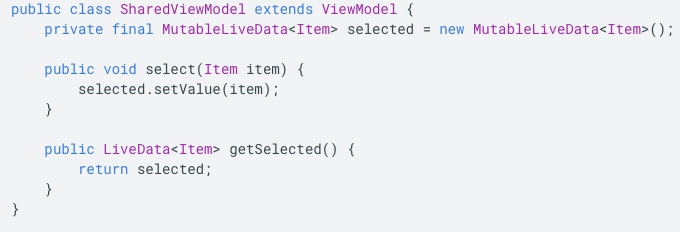 public class SharedViewModel extends ViewModel {
    private final MutableLiveData<Item> selected = new MutableLiveData<Item>();

    public void select(Item item) {
        selected.setValue(item);
    }

    public LiveData<Item> getSelected() {
        return selected;
    }
}